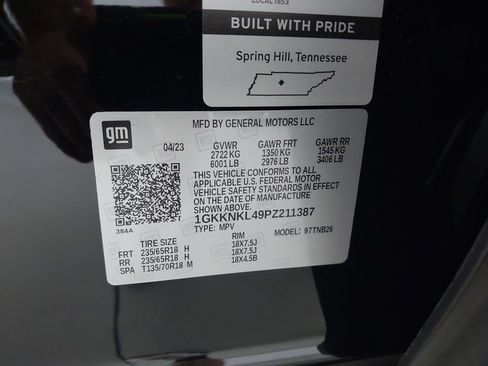 LOCAL 1853
BUILT WITH PRIDE
Spring Hill, Tennessee
gm
MFD BY GENERAL MOTORS LLC
04/23 GVWR GAWR FRT GAWR RR
2722 KG 1350 KG 1545 KG
6001 LB 2976 LB 3406 LB
THIS VEHICLE CONFORMS TO ALL
APPLICABLE U.S. FEDERAL MOTOR
VEHICLE SAFETY STANDARDS IN EFFECT ON
THE DATE OF MANUFACTURE SHOWN ABOVE.
1GKKNKL49PZ211387
384A TYPE: MPV MODEL: 97TNB26
TIRE SIZE RIM
FRT 235/65R18 H 18X7.5J
RR 235/65R18 H 18X7.5J
SPA T135/70R18 M 18X4.5B